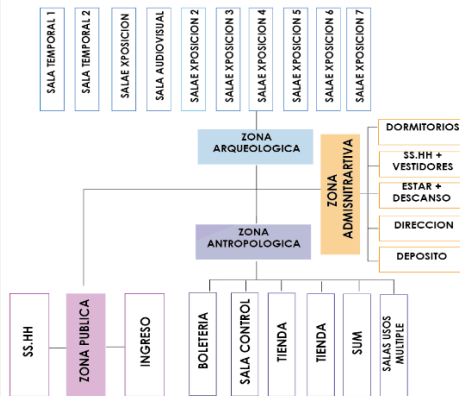 SALA TEMPORAL 1
SALA TEMPORAL 2
SALAE XPOSICION
SALA AUDIOVISUAL
SALAE XPOSICION 2
SALAE XPOSICION 3
SALAE XPOSICION 4
SALAE XPOSICION 5
SALAE XPOSICION 6
SALAE XPOSICION 7
ZONA
ARQUEOLOGICA
ZONA
ADMISNITRARTIVA
DORMITORIOS
SS.HH +
VESTIDORES
ESTAR +
DESCANSO
DIRECCION
DEPOSITO
ZONA
ANTROPOLOGICA
SS.HH
ZONA PUBLICA
INGRESO
BOLETERIA
SALA CONTROL
TIENDA
TIENDA
SUM
SALAS USOS
MULTIPLE